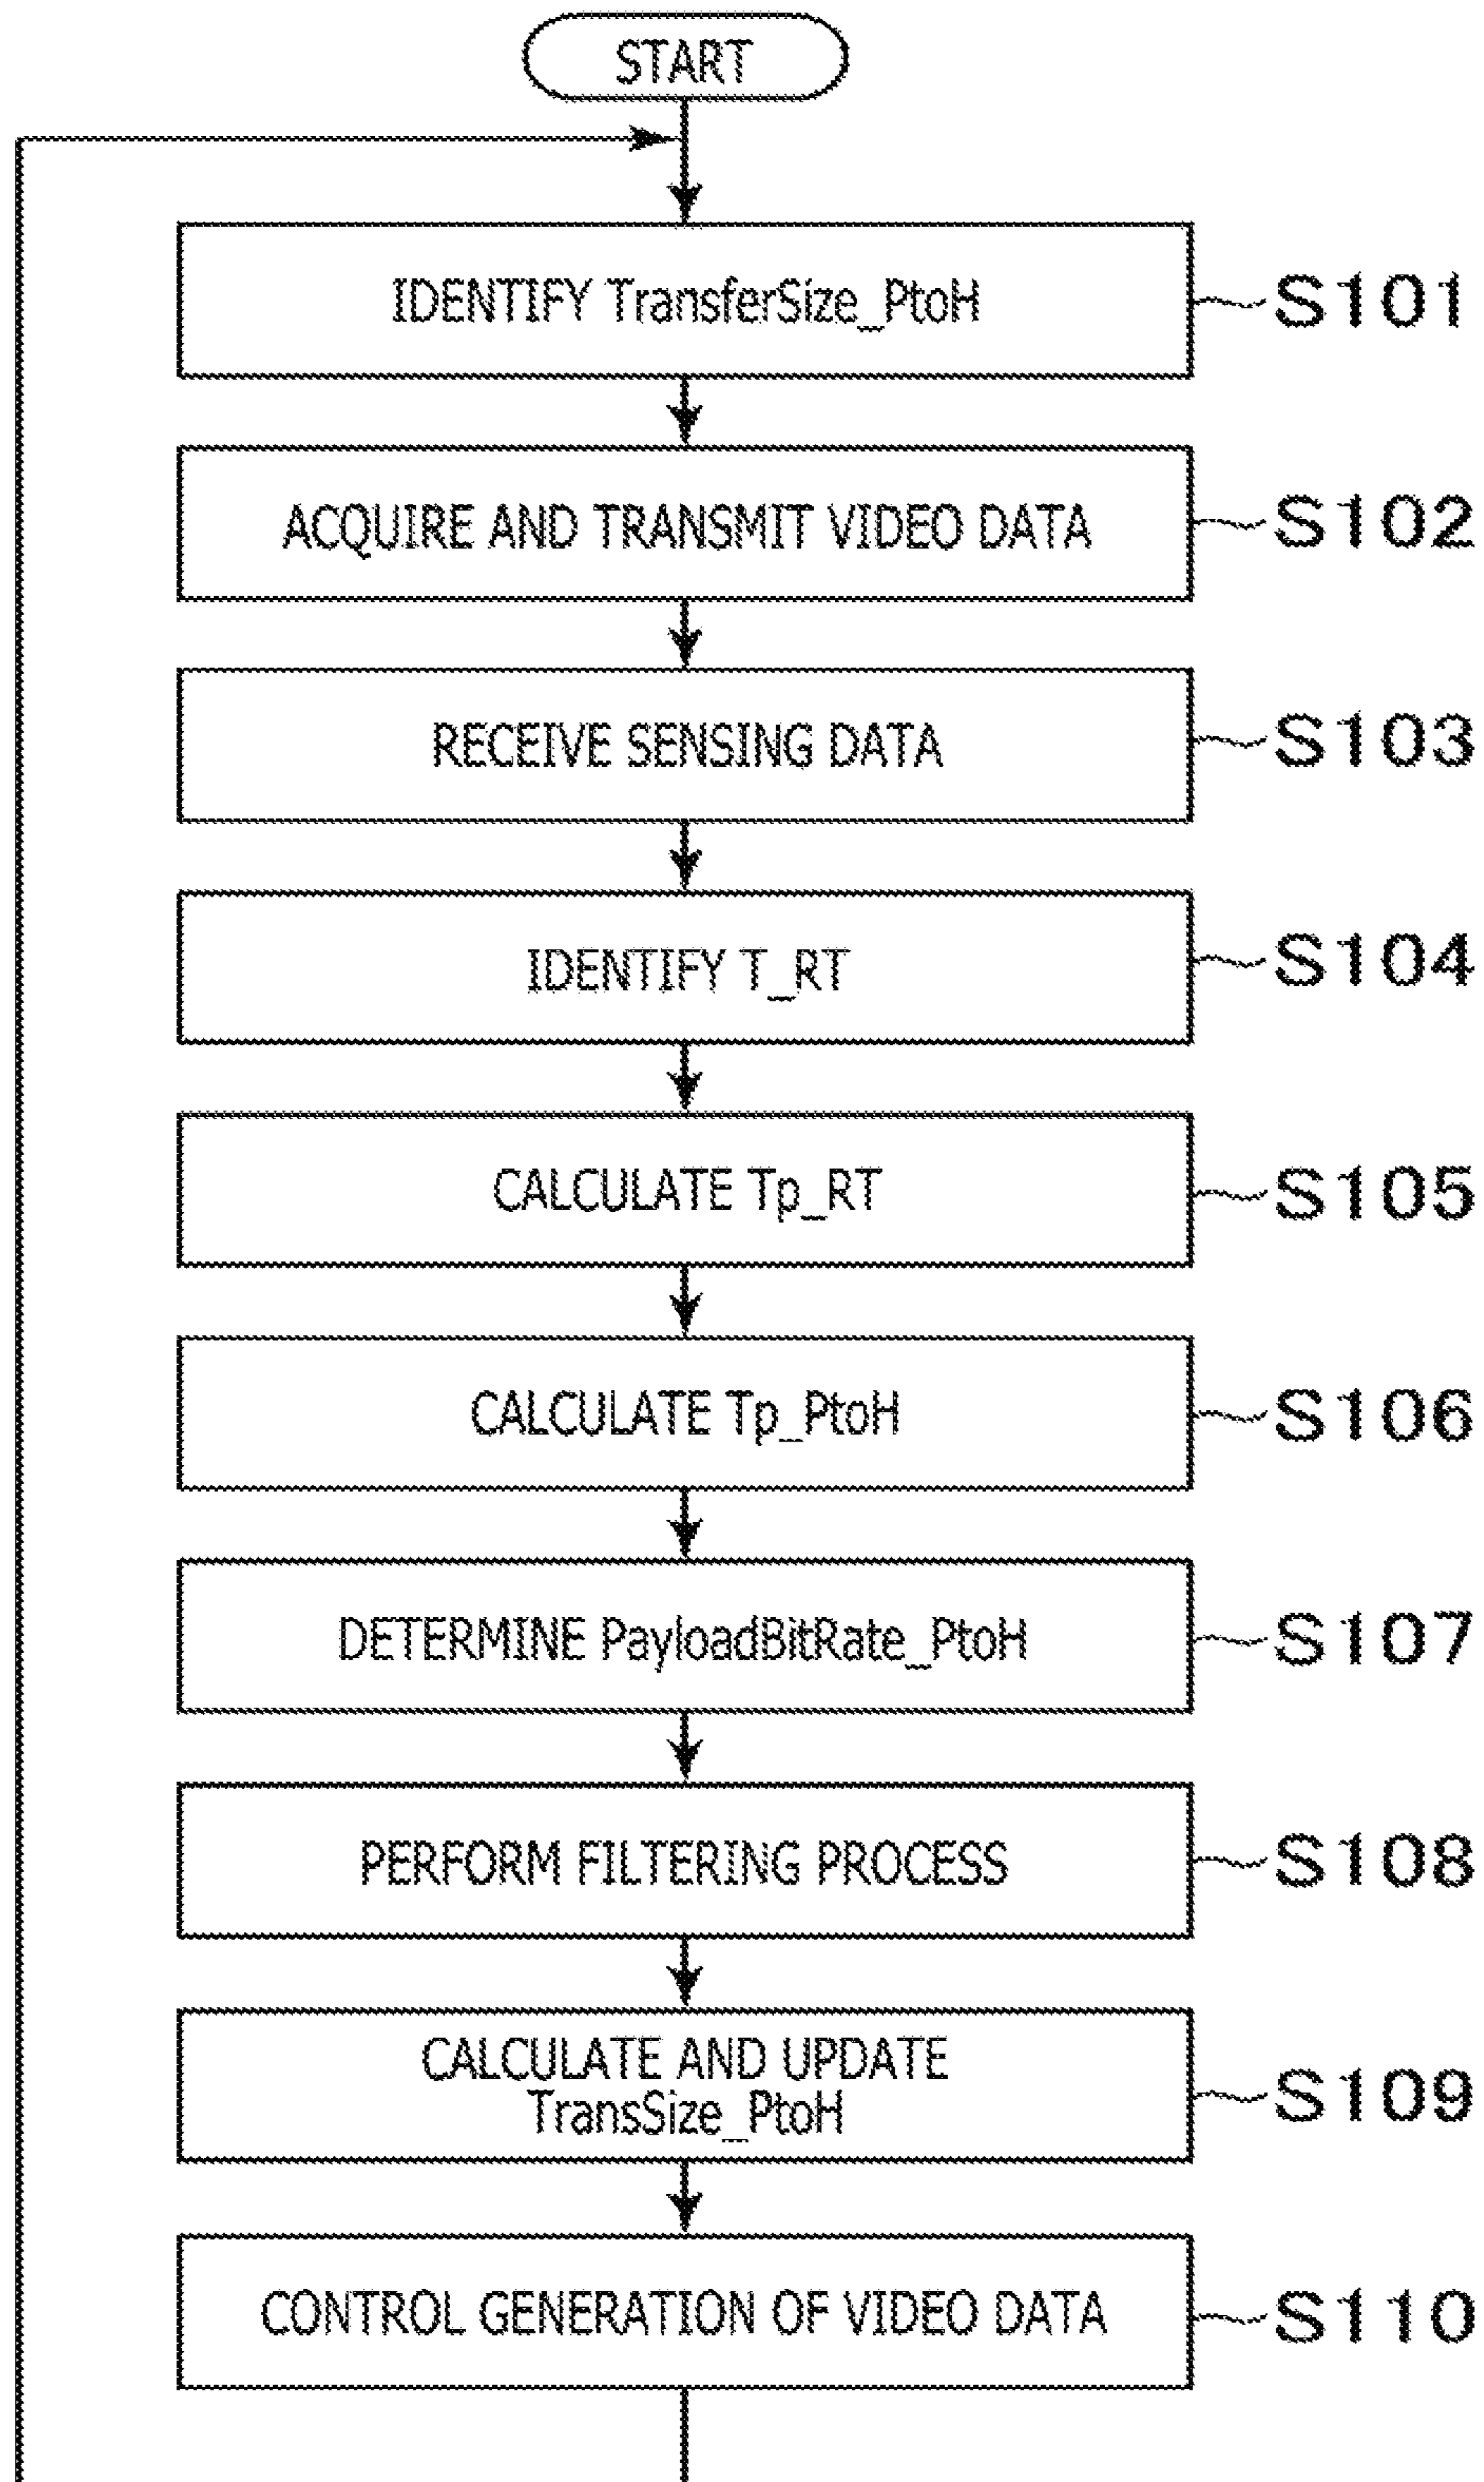 START
IDENTIFY TransferSize_PtoH
S101
ACQUIRE AND TRANSMIT VIDEO DATA
S102
RECEIVE SENSING DATA
S103
IDENTIFY T_RT
S104
CALCULATE Tp_RT
S105
CALCULATE Tp_PtoH
S106
DETERMINE PayloadBitRate_PtoH
S107
PERFORM FILTERING PROCESS
S108
CALCULATE AND UPDATE
TransSize_PtoH
S109
CONTROL GENERATION OF VIDEO DATA
S110